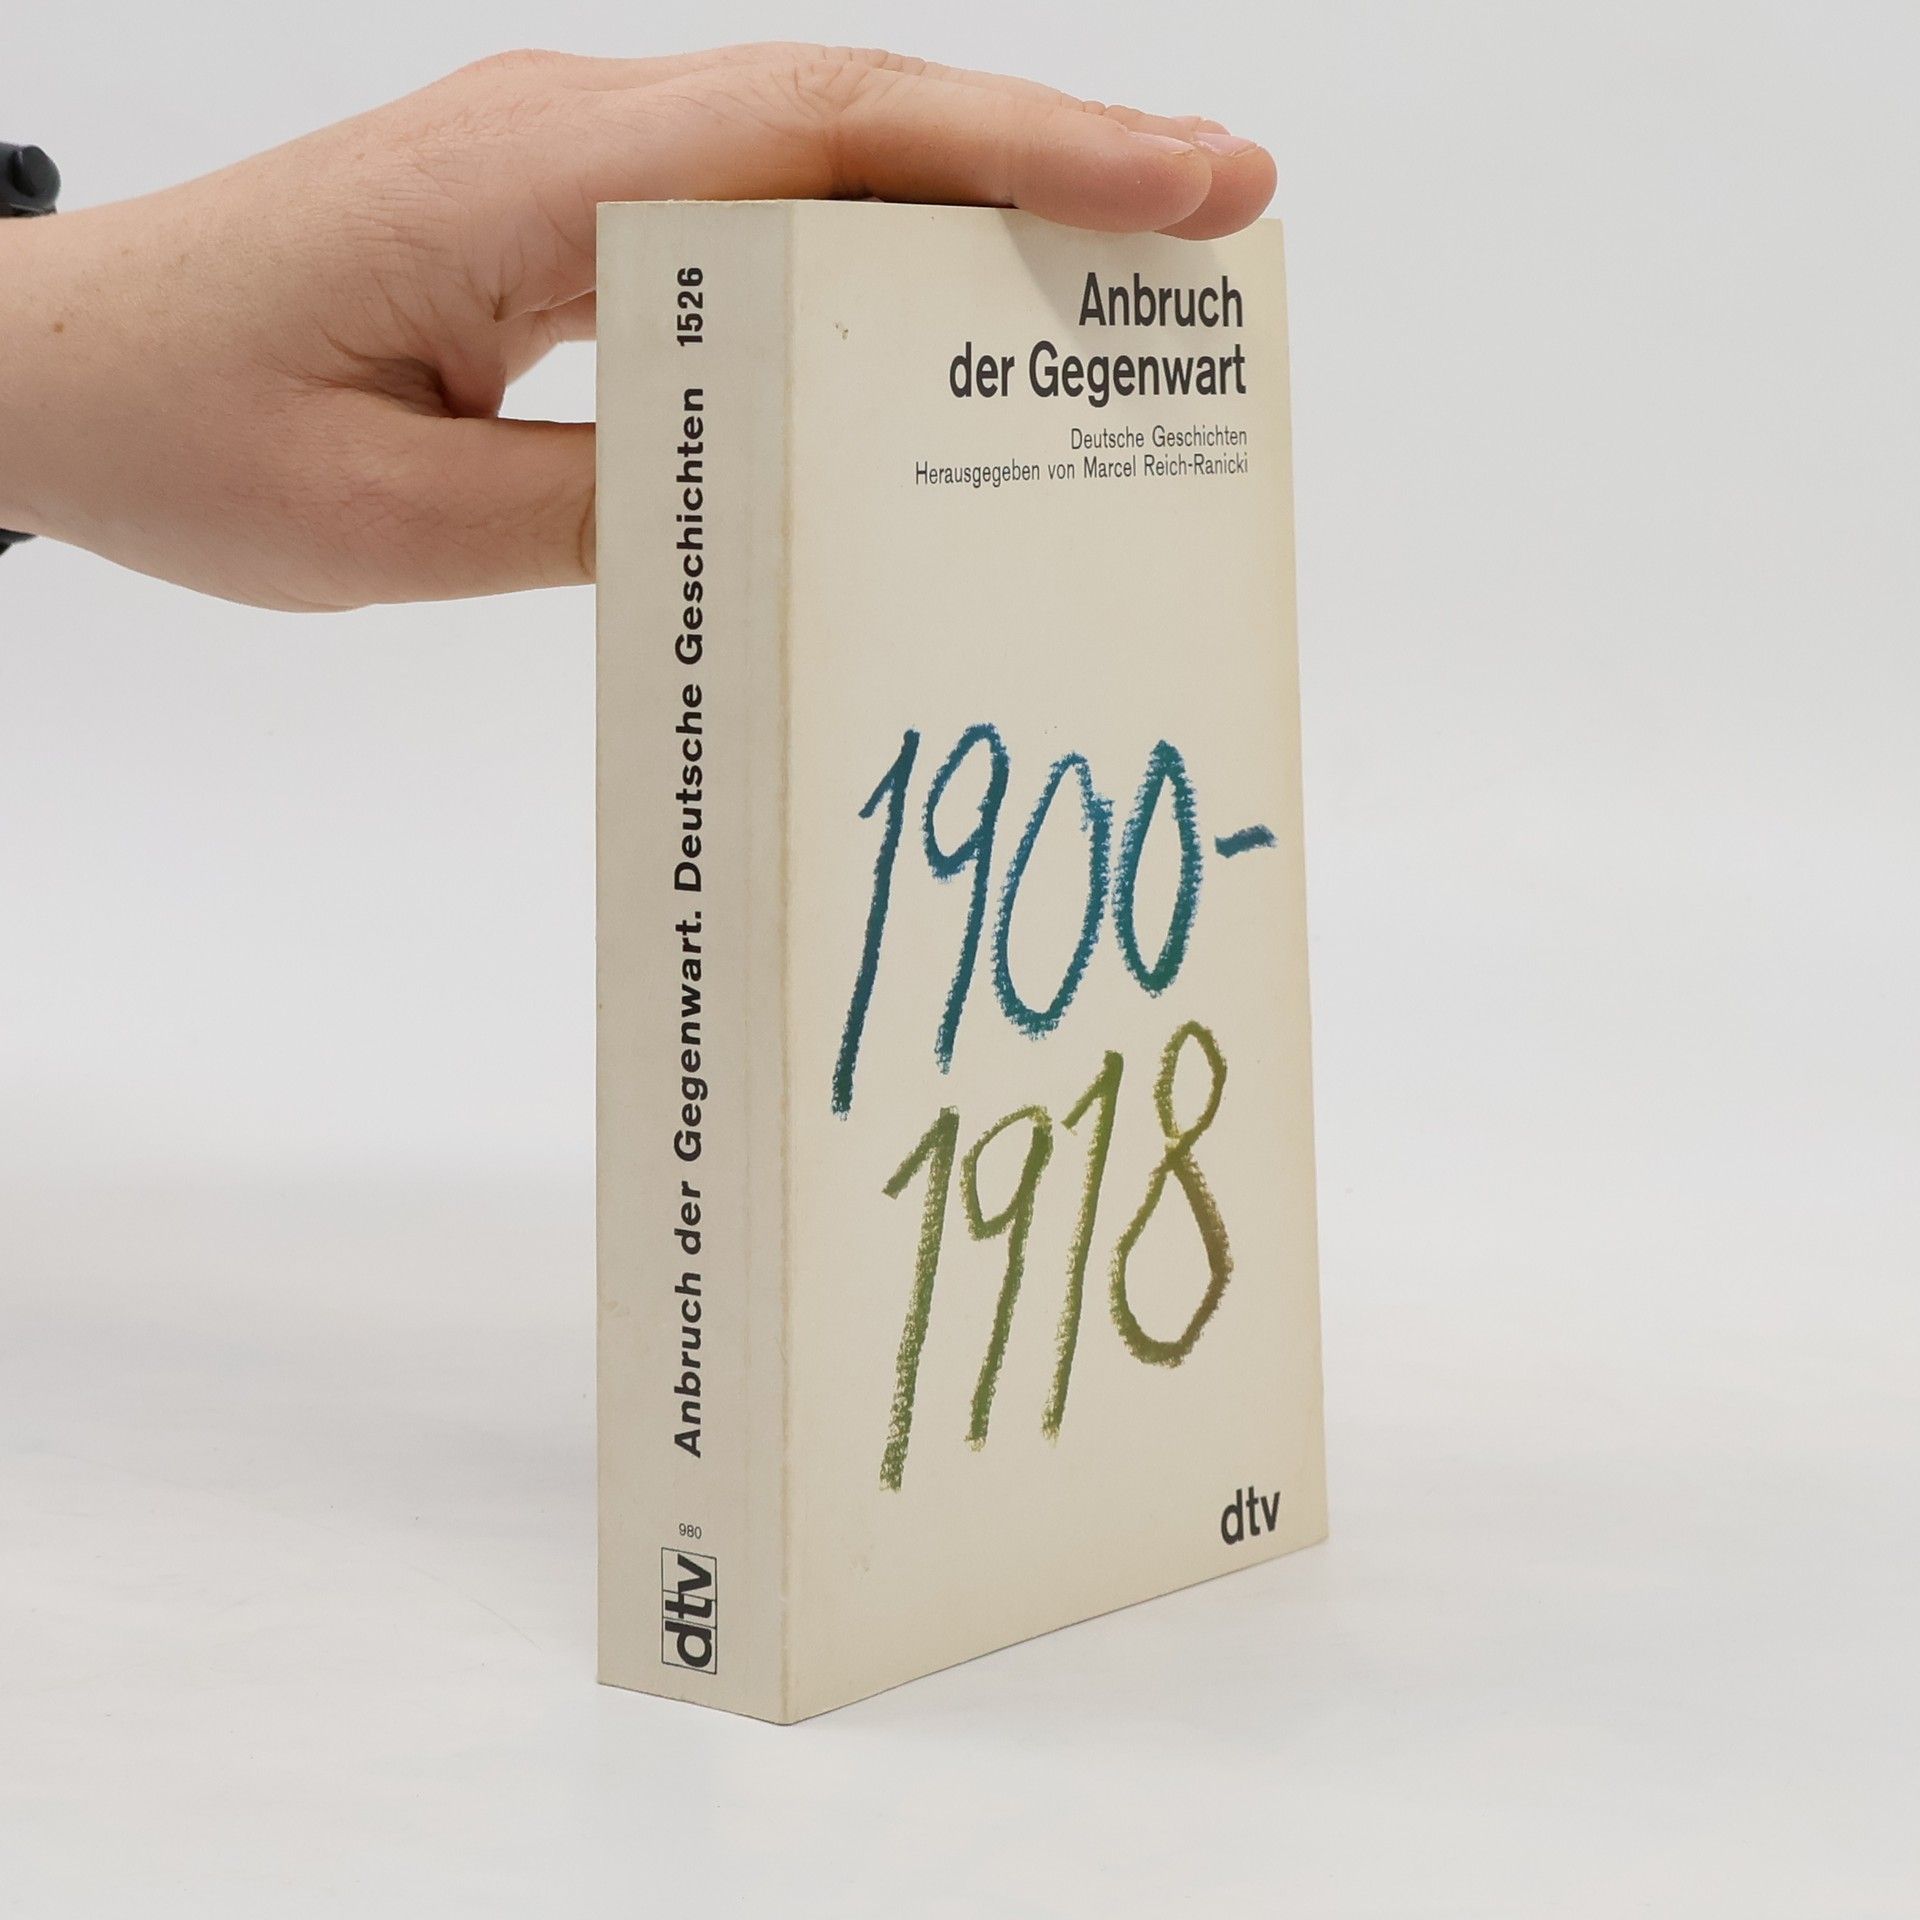 Anbruch
der Gegenwart
Deutsche Geschichten
Herausgegeben von Marcel Reich-Ranicki
1900-
1918
dtv
Anbruch der Gegenwart. Deutsche Geschichten 1526
980
dtv